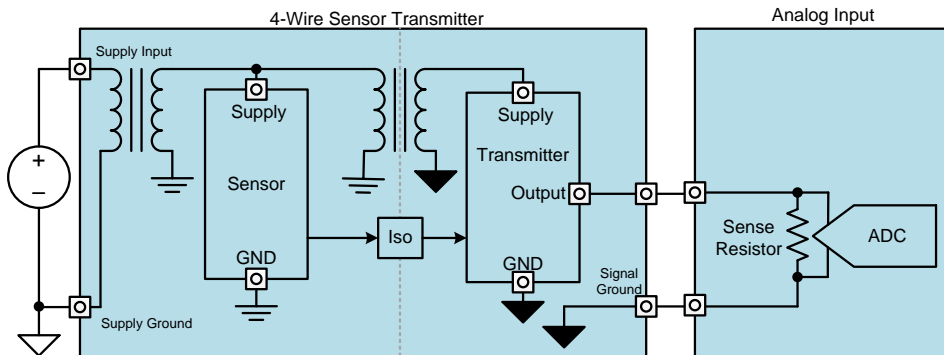 4-Wire Sensor Transmitter
Analog Input
Supply Input
Supply
Sensor
GND
Iso
Supply
Transmitter
Output
GND
Signal
Ground
Supply Ground
+
–
Sense
Resistor
ADC